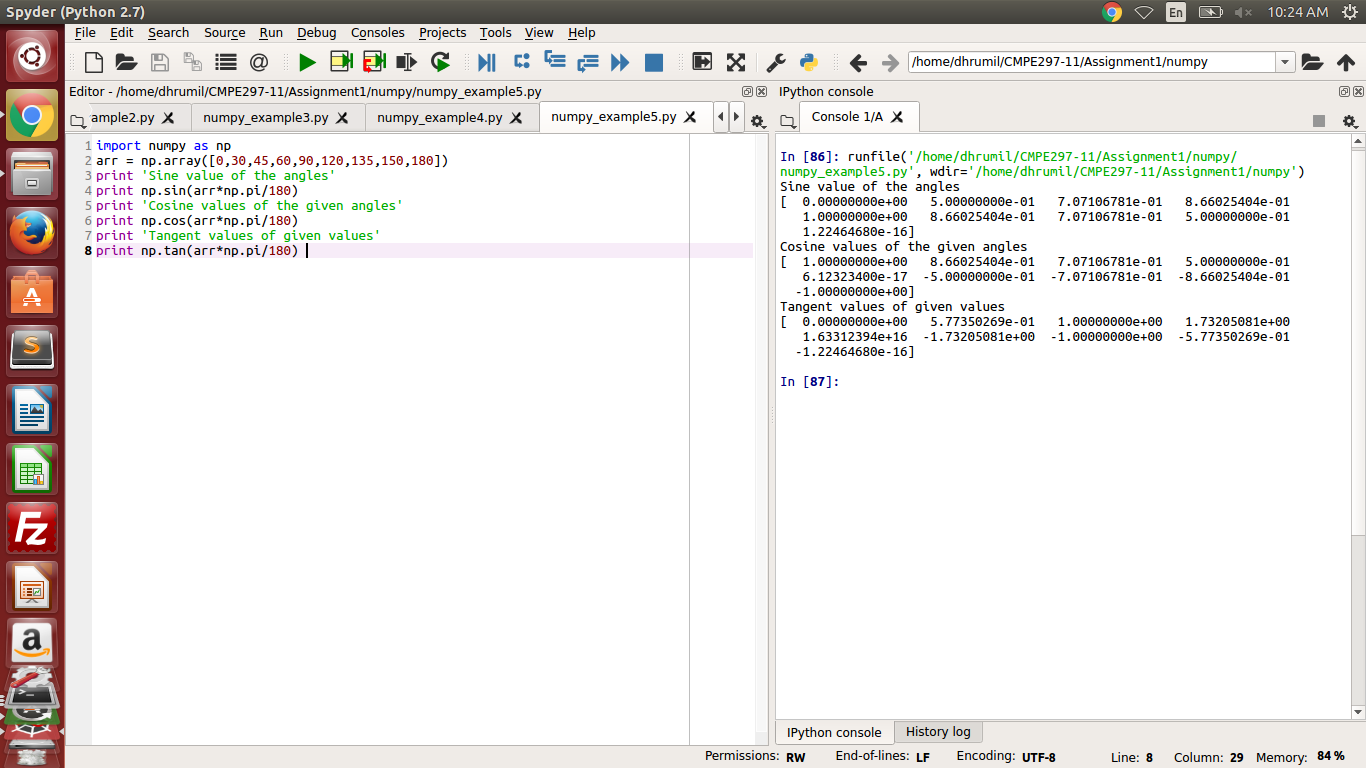 Spyder (Python 2.7)
En
10:24 AM
File Edit Search Source Run Debug Consoles Projects Tools View Help
@
/home/dhrumil/CMPE297-11/Assignment1/numpy
Editor - /home/dhrumil/CMPE297-11/Assignment1/numpy/numpy_example5.py
ample2.py numpy_example3.py numpy_example4.py numpy_example5.py
1 import numpy as np
2 arr = np.array([0,30,45,60,90,120,135,150,180])
3 print 'Sine value of the angles'
4 print np.sin(arr*np.pi/180)
5 print 'Cosine values of the given angles'
6 print np.cos(arr*np.pi/180)
7 print 'Tangent values of given values'
8 print np.tan(arr*np.pi/180)
IPython console
Console 1/A
In [86]: runfile('/home/dhrumil/CMPE297-11/Assignment1/numpy/
numpy_example5.py', wdir='/home/dhrumil/CMPE297-11/Assignment1/numpy')
Sine value of the angles
[ 0.00000000e+00 5.00000000e-01 7.07106781e-01 8.66025404e-01
1.00000000e+00 8.66025404e-01 7.07106781e-01 5.00000000e-01
1.22464680e-16]
Cosine values of the given angles
[ 1.00000000e+00 8.66025404e-01 7.07106781e-01 5.00000000e-01
6.12323400e-17 -5.00000000e-01 -7.07106781e-01 -8.66025404e-01
-1.00000000e+00]
Tangent values of given values
[ 0.00000000e+00 5.77350269e-01 1.00000000e+00 1.73205081e+00
1.63312394e+16 -1.73205081e+00 -1.00000000e+00 -5.77350269e-01
-1.22464680e-16]
In [87]:
IPython console History log
Permissions: RW End-of-lines: LF Encoding: UTF-8 Line: 8 Column: 29 Memory: 84 %
A
S
Fz
a